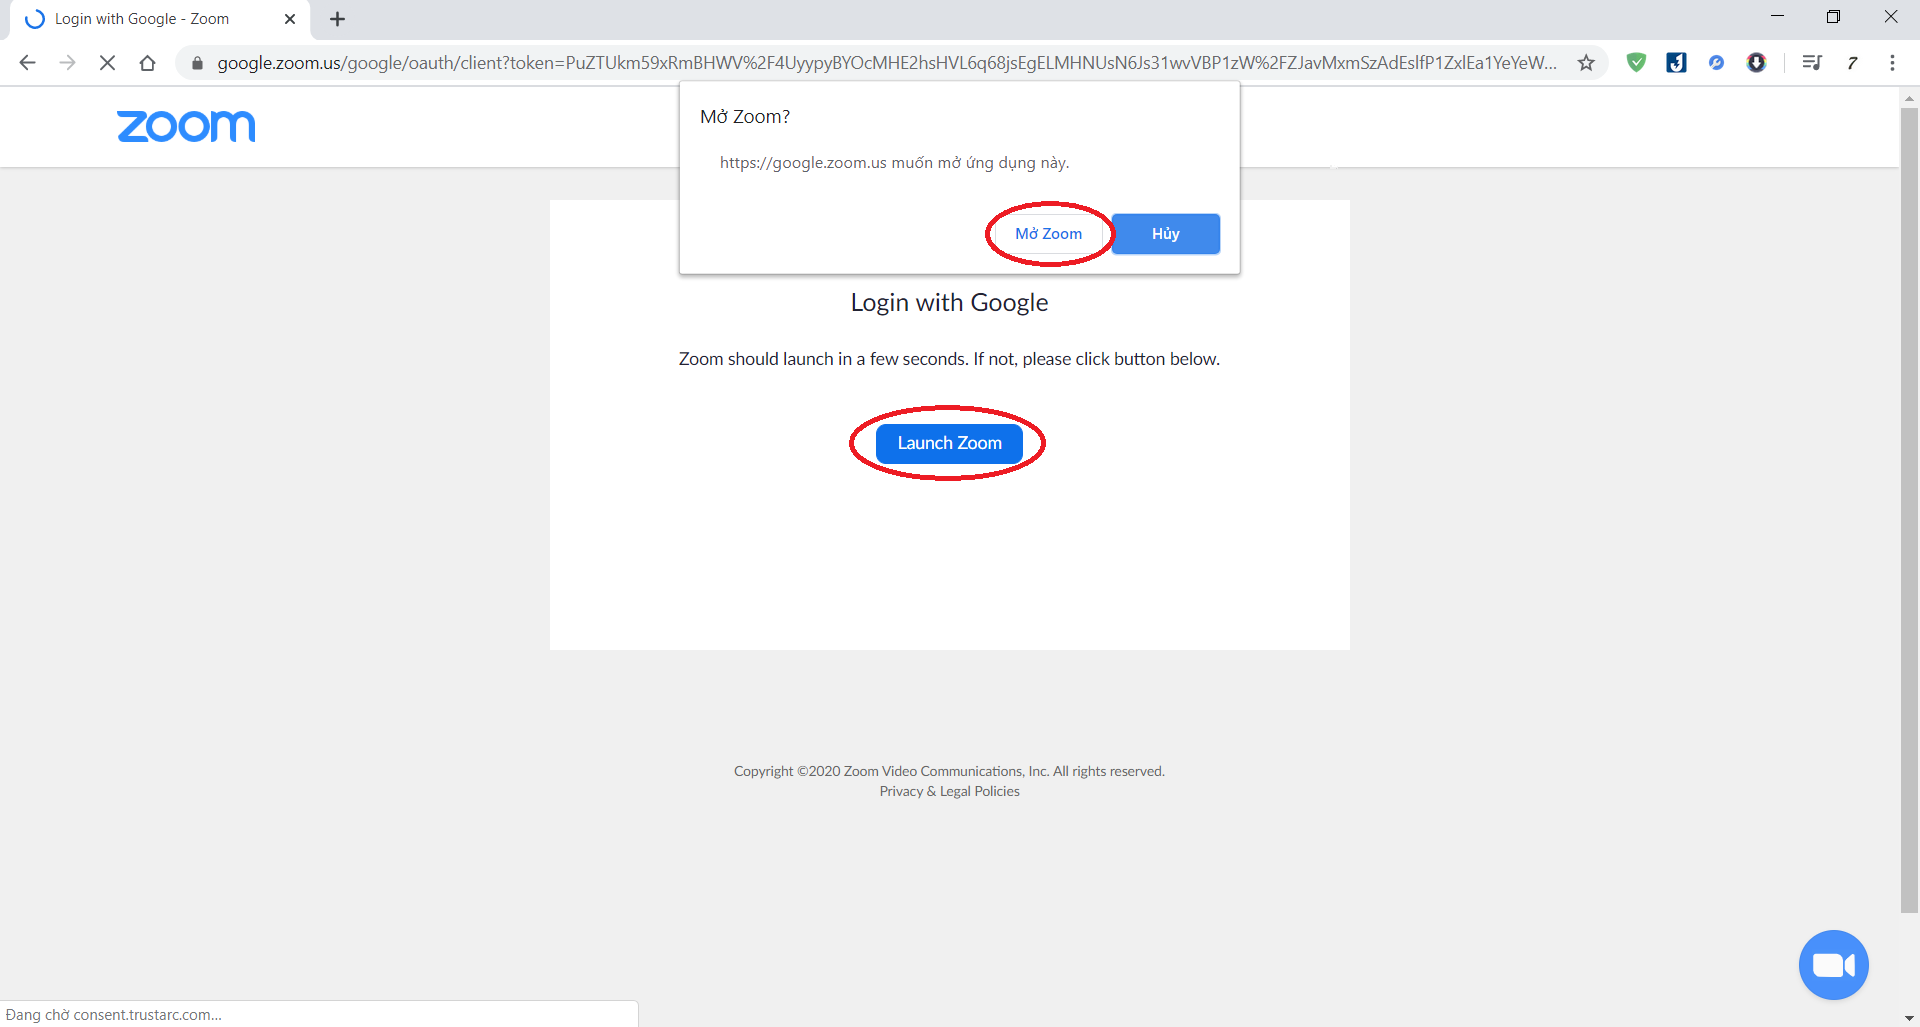 Login with Google - Zoom
google.zoom.us/google/oauth/client?token=PuZTUkm59xRmBHWV%2F4UyypyBYOcMHE2hsHVL6q68jsEgELMHNUsN6Js31wvVBP1zW%2FZJavMxmSzAdEslfP1ZxlEa1YeYeW...
zoom
Mở Zoom?
https://google.zoom.us muốn mở ứng dụng này.
Mở Zoom
Hủy
Login with Google
Zoom should launch in a few seconds. If not, please click button below.
Launch Zoom
Copyright ©2020 Zoom Video Communications, Inc. All rights reserved.
Privacy & Legal Policies
Đang chờ consent.trustarc.com...